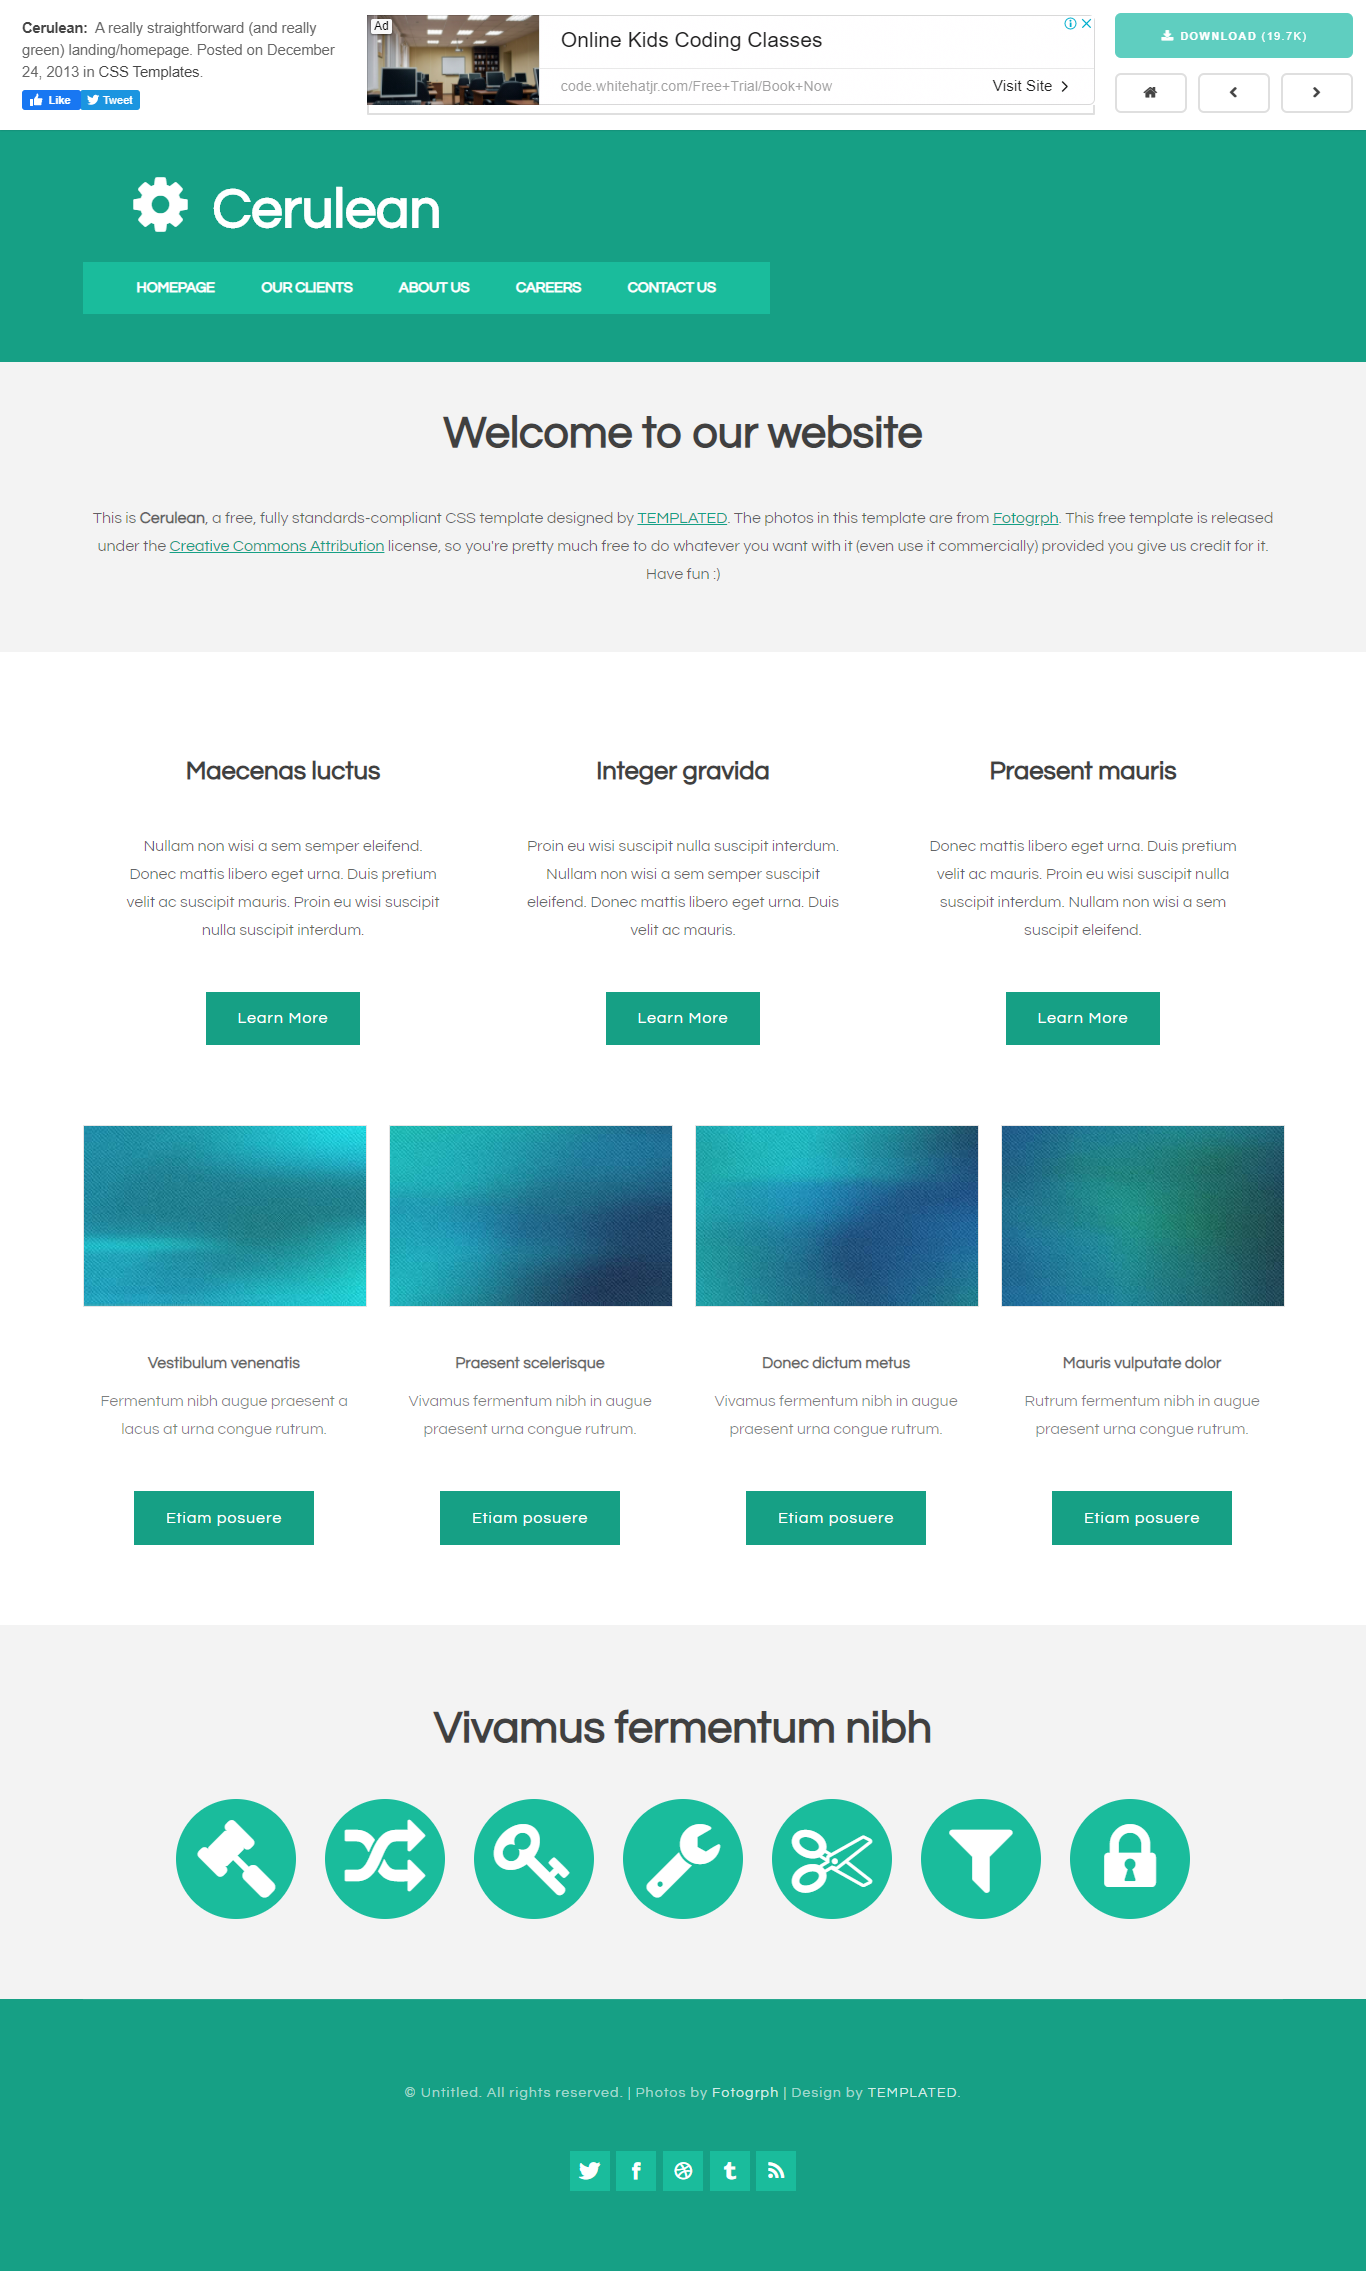 Cerulean: A really straightforward (and really
green) landing/homepage. Posted on December
24, 2013 in CSS Templates.
Like Tweet
Ad
Online Kids Coding Classes
code.whitehatjr.com/Free+Trial/Book+Now
Visit Site
DOWNLOAD (19.7K)
Cerulean
HOMEPAGE OUR CLIENTS ABOUT US CAREERS CONTACT US
Welcome to our website
This is Cerulean, a free, fully standards-compliant CSS template designed by TEMPLATED. The photos in this template are from Fotogrph. This free template is released
under the Creative Commons Attribution license, so you're pretty much free to do whatever you want with it (even use it commercially) provided you give us credit for it.
Have fun :)
Maecenas luctus
Nullam non wisi a sem semper eleifend.
Donec mattis libero eget urna. Duis pretium
velit ac suscipit mauris. Proin eu wisi suscipit
nulla suscipit interdum.
Learn More
Integer gravida
Proin eu wisi suscipit nulla suscipit interdum.
Nullam non wisi a sem semper suscipit
eleifend. Donec mattis libero eget urna. Duis
velit ac mauris.
Learn More
Praesent mauris
Donec mattis libero eget urna. Duis pretium
velit ac mauris. Proin eu wisi suscipit nulla
suscipit interdum. Nullam non wisi a sem
suscipit eleifend.
Learn More
Vestibulum venenatis
Fermentum nibh augue praesent a
lacus at urna congue rutrum.
Etiam posuere
Praesent scelerisque
Vivamus fermentum nibh in augue
praesent urna congue rutrum.
Etiam posuere
Donec dictum metus
Vivamus fermentum nibh in augue
praesent urna congue rutrum.
Etiam posuere
Mauris vulputate dolor
Rutrum fermentum nibh in augue
praesent urna congue rutrum.
Etiam posuere
Vivamus fermentum nibh
© Untitled. All rights reserved. | Photos by Fotogrph | Design by TEMPLATED.